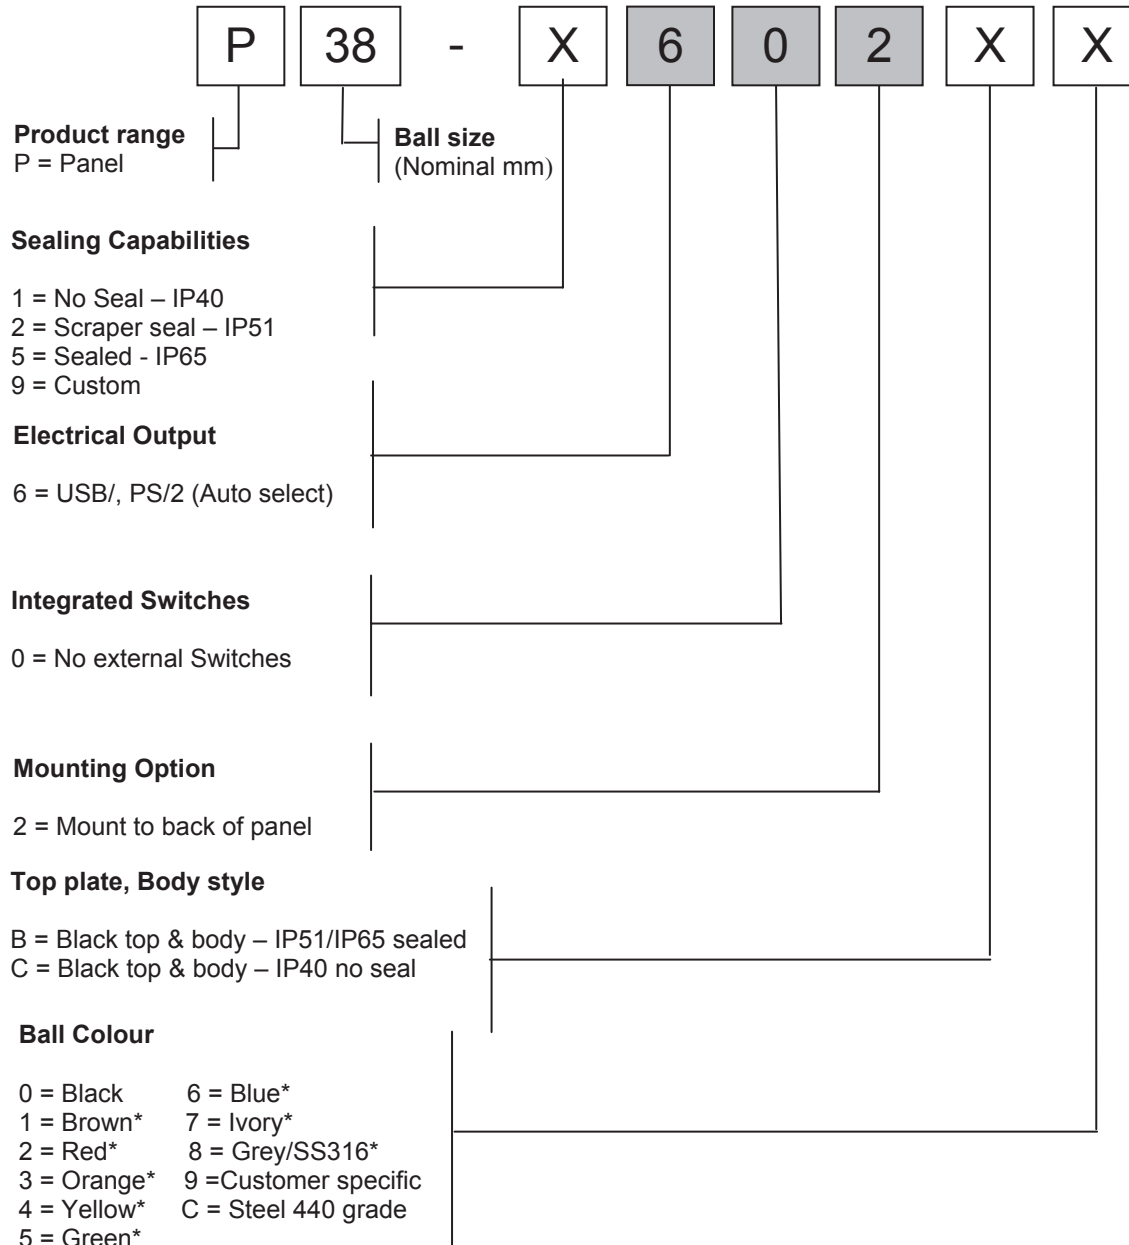 P 38 - X 6 0 2 X X
Product range
P = Panel
Ball size
(Nominal mm)
Sealing Capabilities
1 = No Seal – IP40
2 = Scraper seal – IP51
5 = Sealed - IP65
9 = Custom
Electrical Output
6 = USB/, PS/2 (Auto select)
Integrated Switches
0 = No external Switches
Mounting Option
2 = Mount to back of panel
Top plate, Body style
B = Black top & body – IP51/IP65 sealed
C = Black top & body – IP40 no seal
Ball Colour
0 = Black 6 = Blue*
1 = Brown* 7 = Ivory*
2 = Red* 8 = Grey/SS316*
3 = Orange* 9 =Customer specific
4 = Yellow* C = Steel 440 grade
5 = Green*